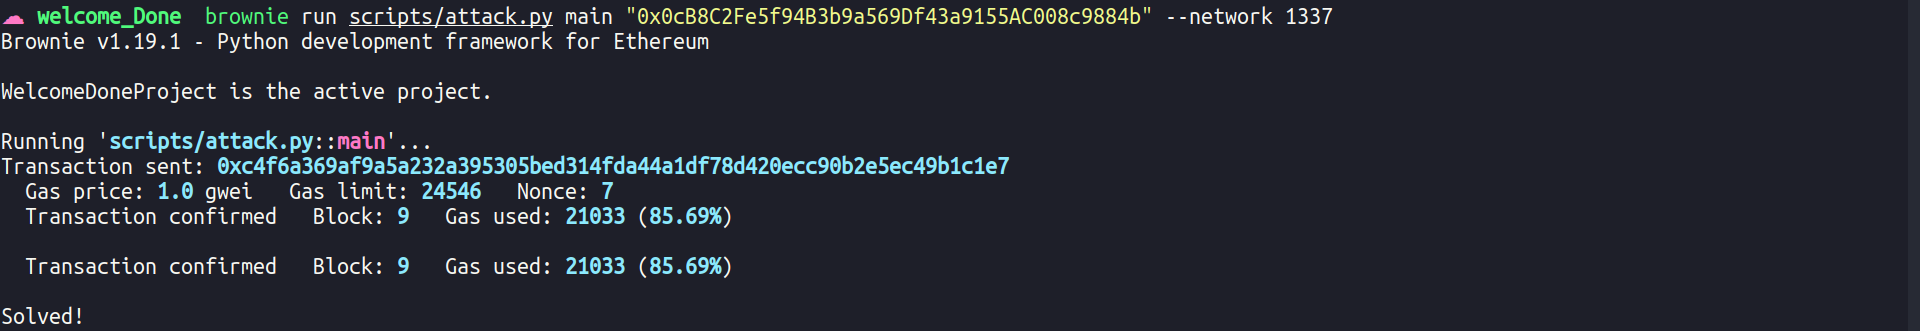 welcome_Done brownie run scripts/attack.py main "0x0cB8C2Fe5f94B3b9a569Df43a9155AC008c9884b" --network 1337
Brownie v1.19.1 - Python development framework for Ethereum
WelcomeDoneProject is the active project.
Running 'scripts/attack.py::main'...
Transaction sent: 0xc4f6a369af9a5a232a395305bed314fda44a1df78d420ecc90b2e5ec49b1c1e7
Gas price: 1.0 gwei Gas limit: 24546 Nonce: 7
Transaction confirmed Block: 9 Gas used: 21033 (85.69%)
Transaction confirmed Block: 9 Gas used: 21033 (85.69%)
Solved!